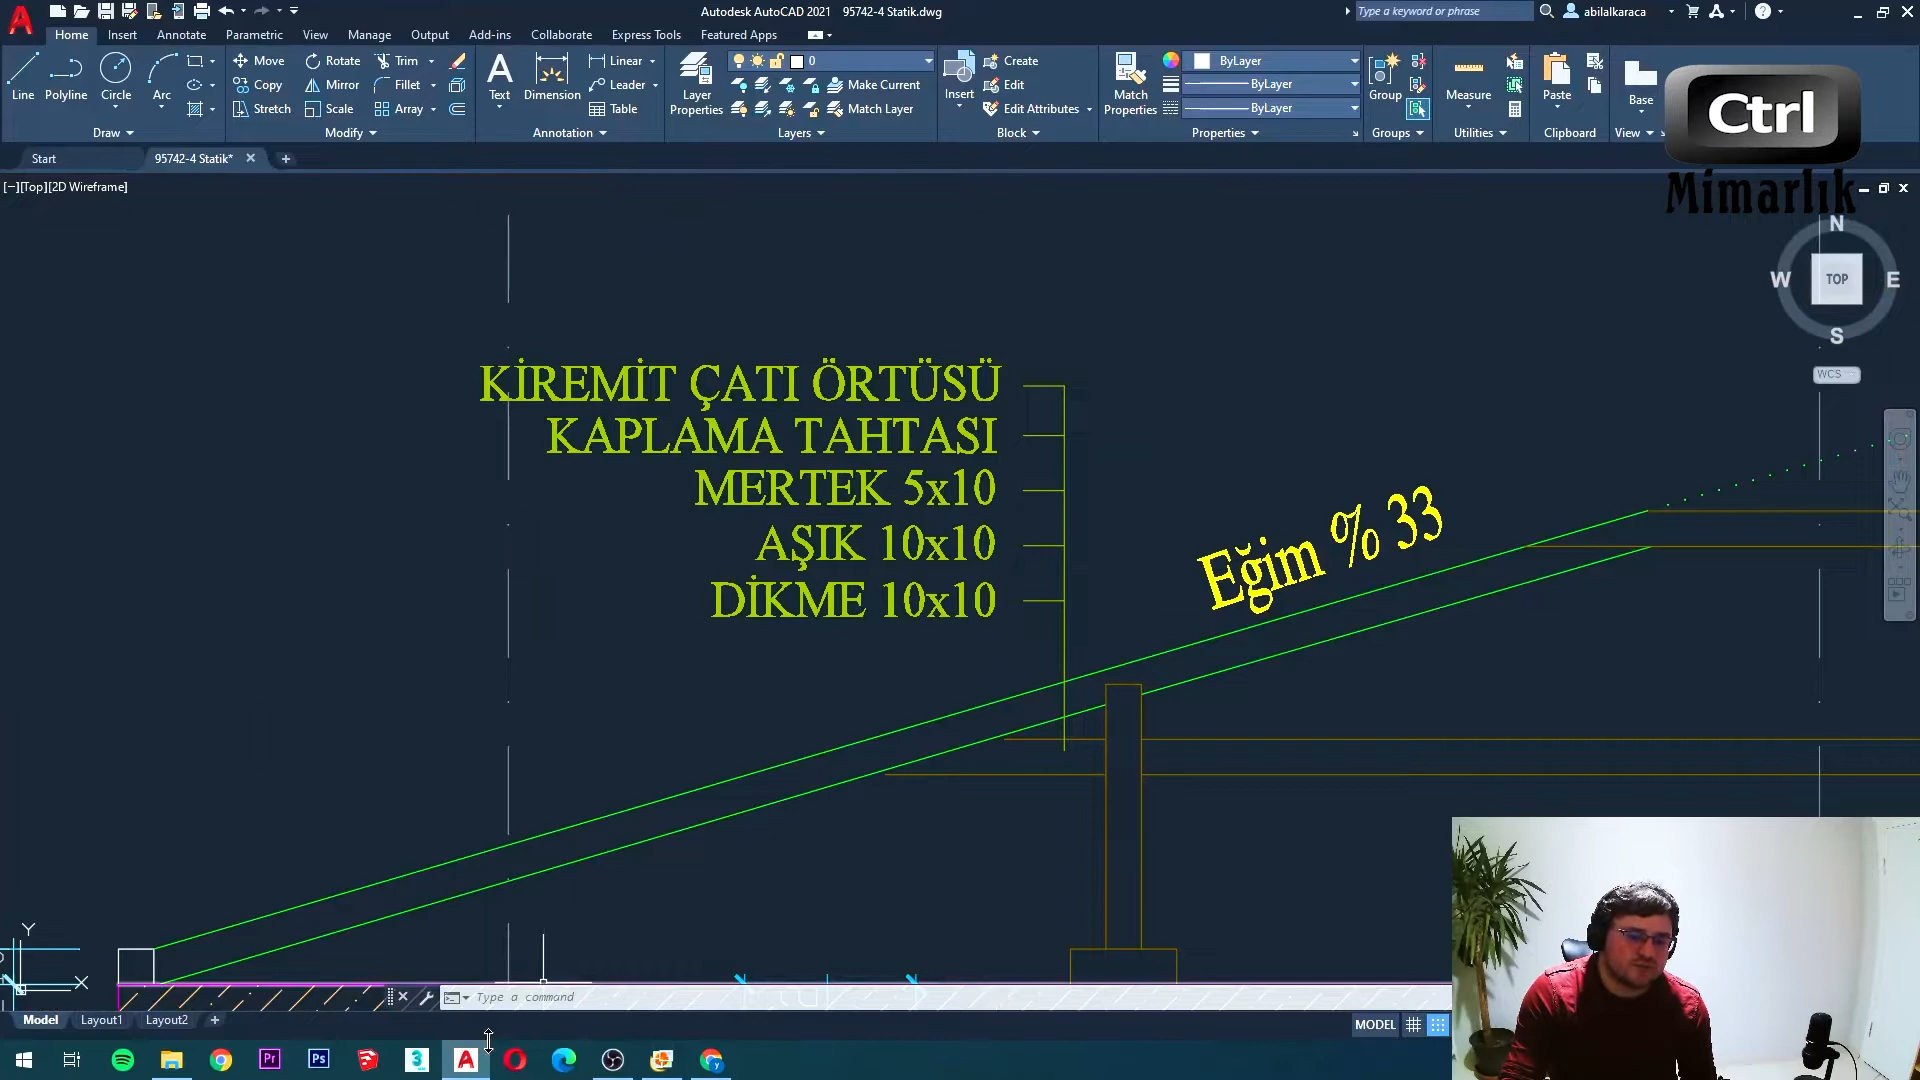 Autodesk AutoCAD 2021 95742-4 Statik.dwg
Type a keyword or phrase
abilalkaraca
Home Insert Annotate Parametric View Manage Output Add-ins Collaborate Express Tools Featured Apps
Line Polyline Circle Arc
Move Rotate Trim
Copy Mirror Fillet
Stretch Scale Array
Text Dimension
Linear
Leader
Table
Layer Properties
0
Make Current
Match Layer
Insert
Create
Edit
Edit Attributes
Match Properties
ByLayer
ByLayer
ByLayer
Group
Measure
Paste
Base
Draw Modify Annotation Layers Block Properties Groups Utilities Clipboard View
Ctrl
Mimarlık
Start 95742-4 Statik*
[−][Top][2D Wireframe]
N
W TOP E
S
WCS
KİREMİT ÇATI ÖRTÜSÜ
KAPLAMA TAHTASI
MERTEK 5x10
AŞIK 10x10
DİKME 10x10
Eğim % 33
Y
X
Type a command
Model Layout1 Layout2
MODEL
Pr Ps 3 A